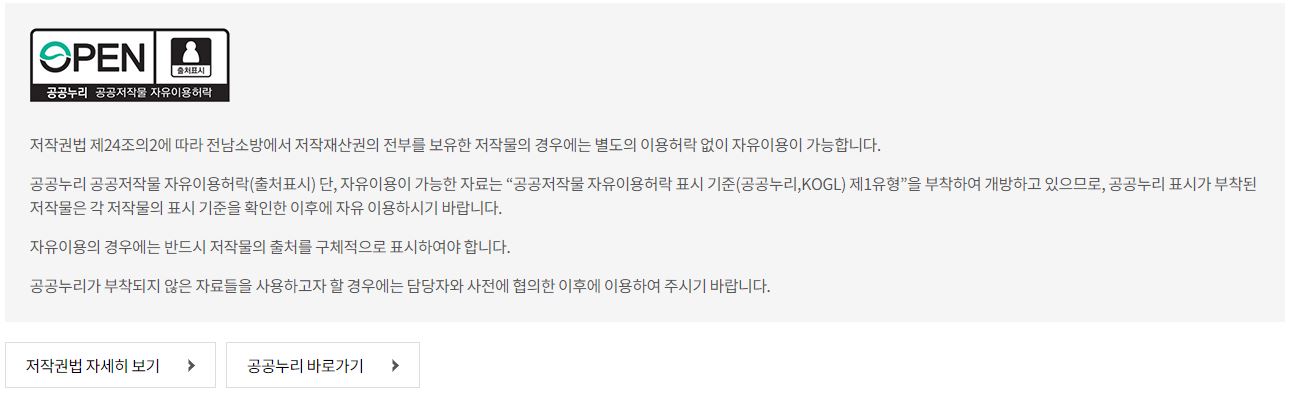 OPEN
출처표시
공공누리 공공저작물 자유이용허락
저작권법 제24조의2에 따라 전남소방에서 저작재산권의 전부를 보유한 저작물의 경우에는 별도의 이용허락 없이 자유이용이 가능합니다.
공공누리 공공저작물 자유이용허락(출처표시) 단, 자유이용이 가능한 자료는 “공공저작물 자유이용허락 표시 기준(공공누리,KOGL) 제1유형”을 부착하여 개방하고 있으므로, 공공누리 표시가 부착된
저작물은 각 저작물의 표시 기준을 확인한 이후에 자유 이용하시기 바랍니다.
자유이용의 경우에는 반드시 저작물의 출처를 구체적으로 표시하여야 합니다.
공공누리가 부착되지 않은 자료들을 사용하고자 할 경우에는 담당자와 사전에 협의한 이후에 이용하여 주시기 바랍니다.
저작권법 자세히 보기
공공누리 바로가기